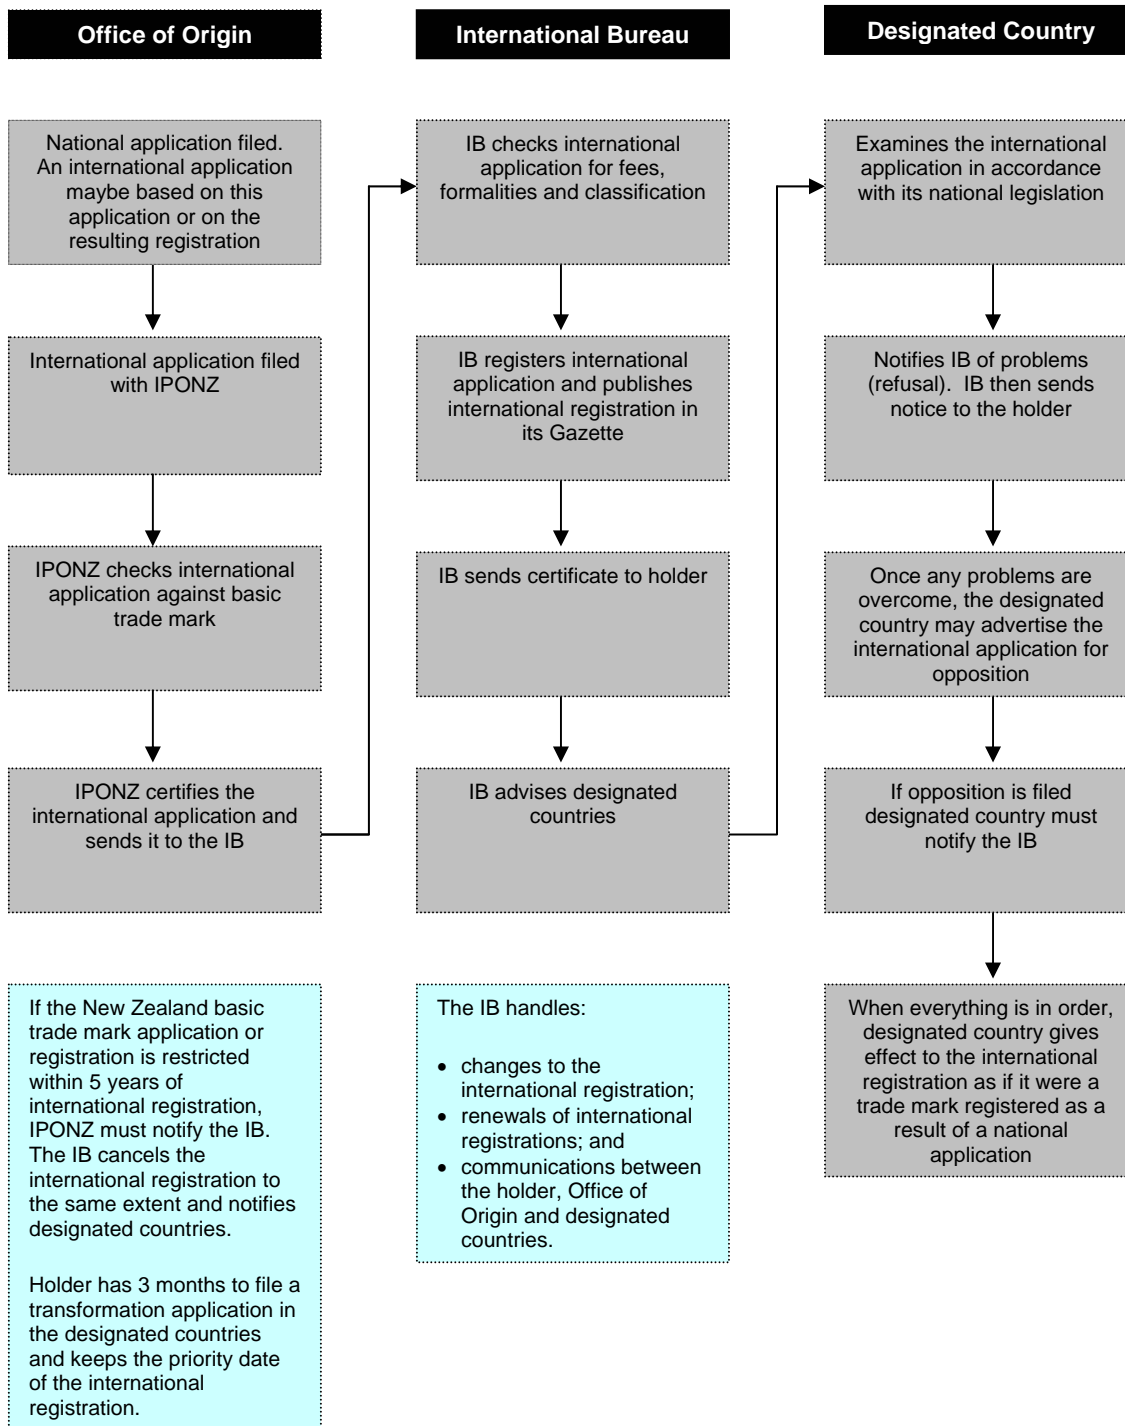 Office of Origin
National application filed.
An international application
maybe based on this
application or on the
resulting registration
International application filed
with IPONZ
IPONZ checks international
application against basic
trade mark
IPONZ certifies the
international application and
sends it to the IB
If the New Zealand basic
trade mark application or
registration is restricted
within 5 years of
international registration,
IPONZ must notify the IB.
The IB cancels the
international registration to
the same extent and notifies
designated countries.
Holder has 3 months to file a
transformation application in
the designated countries
and keeps the priority date
of the international
registration.
International Bureau
IB checks international
application for fees,
formalities and classification
IB registers international
application and publishes
international registration in
its Gazette
IB sends certificate to holder
IB advises designated
countries
The IB handles:
• changes to the
international registration;
• renewals of international
registrations; and
• communications between
the holder, Office of
Origin and designated
countries.
Designated Country
Examines the international
application in accordance
with its national legislation
Notifies IB of problems
(refusal).  IB then sends
notice to the holder
Once any problems are
overcome, the designated
country may advertise the
international application for
opposition
If opposition is filed
designated country must
notify the IB
When everything is in order,
designated country gives
effect to the international
registration as if it were a
trade mark registered as a
result of a national
application